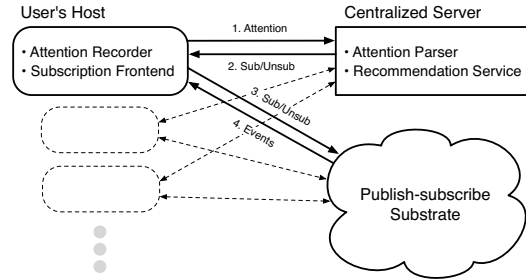 User's Host
Centralized Server
1. Attention
· Attention Recorder
· Subscription Frontend
· Attention Parser
· Recommendation Service
2. Sub/Unsub
3. Sub/Unsub
4. Events
Publish-subscribe
Substrate